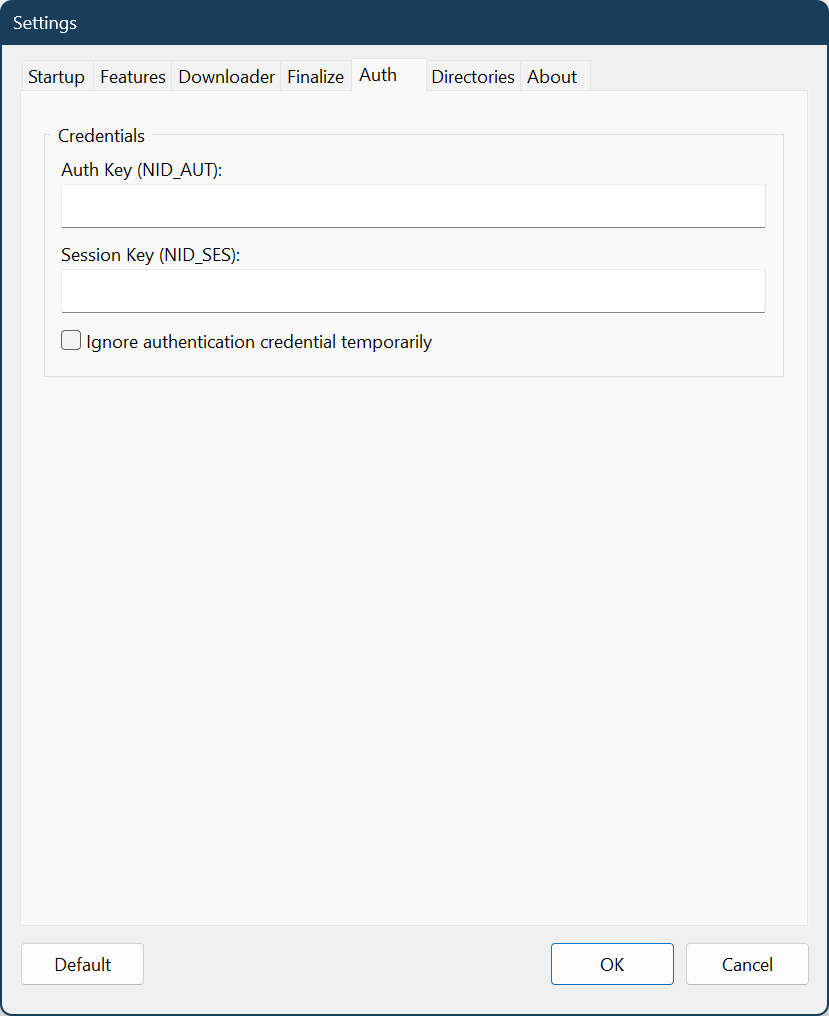 Settings
Startup Features Downloader Finalize Auth Directories About
Credentials
Auth Key (NID_AUT):
Session Key (NID_SES):
Ignore authentication credential temporarily
Default OK Cancel